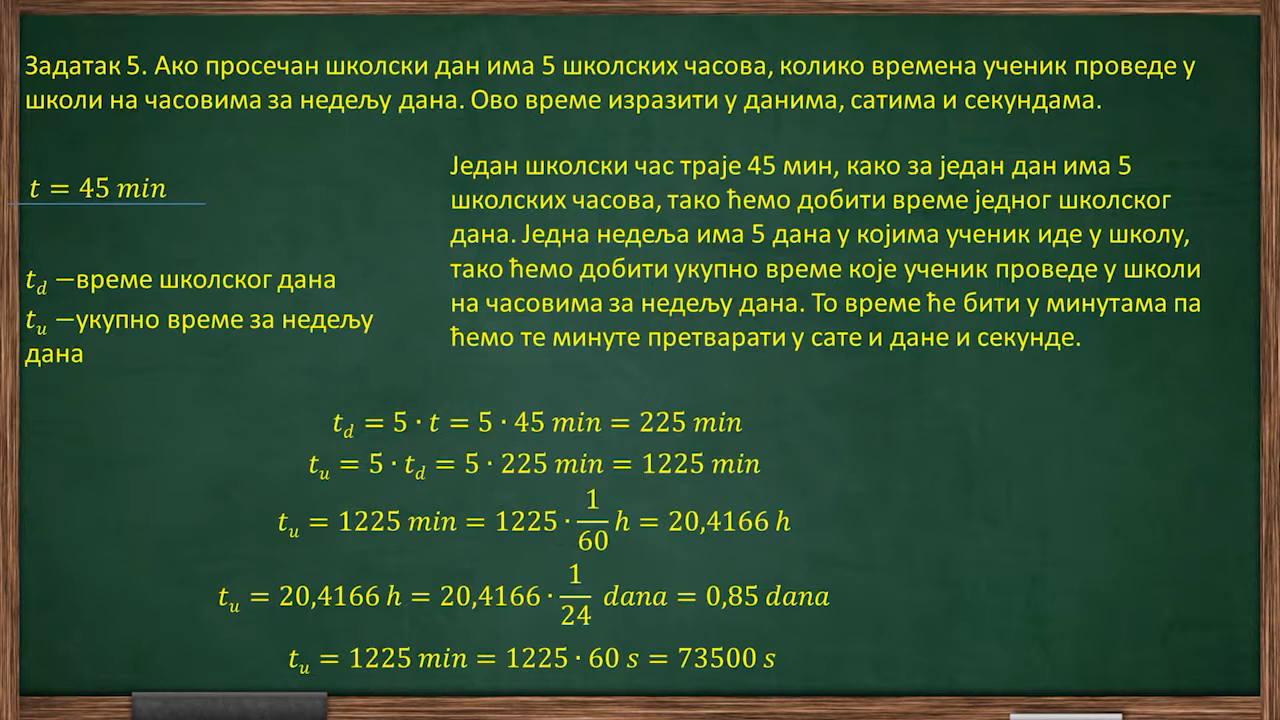 Задатак 5. Ако просечан школски дан има 5 школских часова, колико времена ученик проведе у
школи на часовима за недељу дана. Ово време изразити у данима, сатима и секундама.
t = 45 min
t_d −време школског дана
t_u −укупно време за недељу
дана
Један школски час траје 45 мин, како за један дан има 5
школских часова, тако ћемо добити време једног школског
дана. Једна недеља има 5 дана у којима ученик иде у школу,
тако ћемо добити укупно време које ученик проведе у школи
на часовима за недељу дана. То време ће бити у минутама па
ћемо те минуте претварати у сате и дане и секунде.
t_d = 5 · t = 5 · 45 min = 225 min
t_u = 5 · t_d = 5 · 225 min = 1225 min
t_u = 1225 min = 1225 · 1/60 h = 20,4166 h
t_u = 20,4166 h = 20,4166 · 1/24 dana = 0,85 dana
t_u = 1225 min = 1225 · 60 s = 73500 s